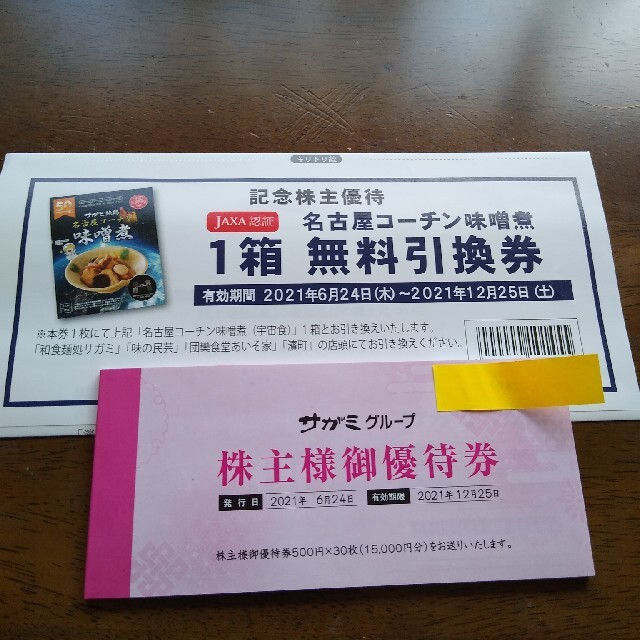 キリトリ線
記念株主優待
JAXA認証 名古屋コーチン味噌煮
1箱 無料引換券
有効期間 2021年6月24日(木)～2021年12月25日(土)
※本券1枚にて上記「名古屋コーチン味噌煮(宇宙食)」1箱とお引き換えいたします。
「和食麺処サガミ」「味の民芸」「団欒食堂あいそ家」「濱町」の店頭にてお引き換えください。
50
名古屋コーチン
味噌煮
サガミグループ
株主様御優待券
発行日 2021年 6月24日 有効期限 2021年12月25日
株主様御優待券500円×30枚(15,000円分)をお送りいたします。